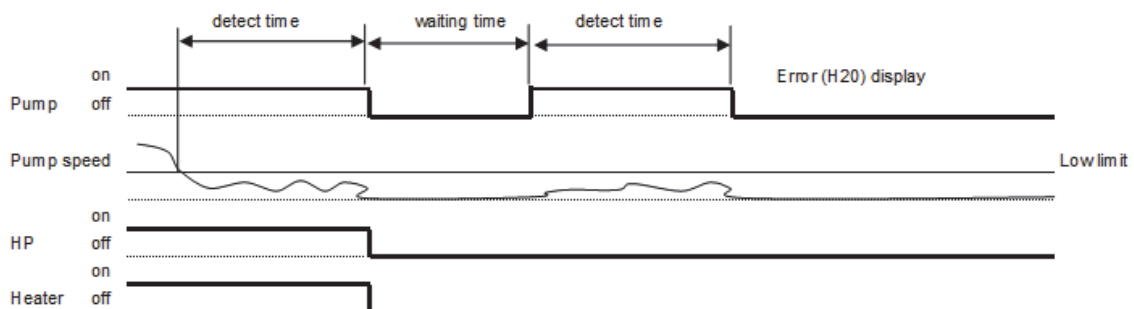 detect time waiting time detect time
on Error (H20) display
Pump off
Pump speed Low limit
on
HP off
on
Heater off